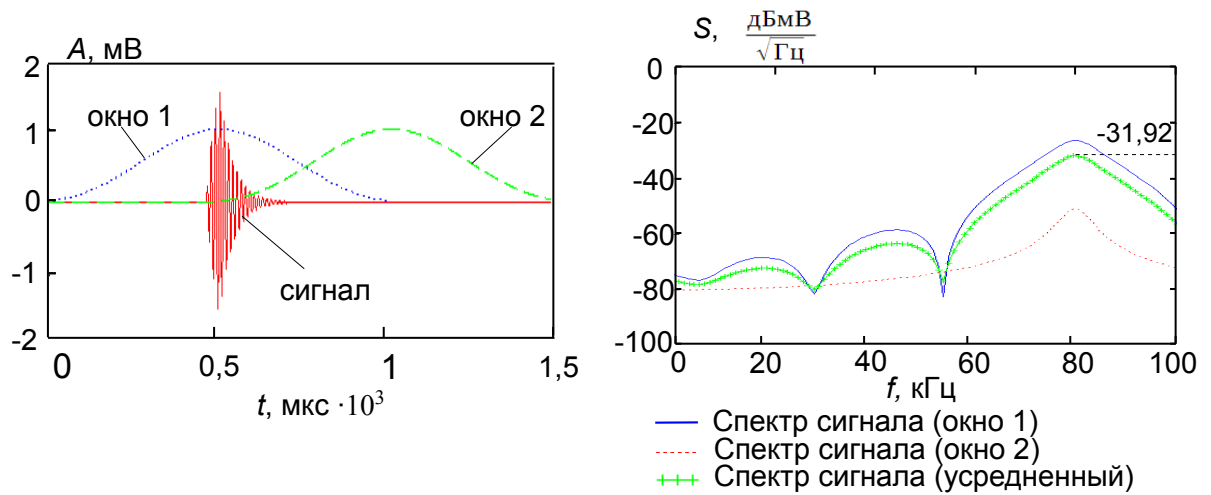 A, мВ
2
1
0
-1
-2
окно 1
окно 2
сигнал
0
0,5
1
1,5
t, мкс ·10³
S, дБмВ
√Гц
0
-20
-40
-60
-80
-100
-31,92
0
20
40
60
80
100
f, кГц
Спектр сигнала (окно 1)
Спектр сигнала (окно 2)
Спектр сигнала (усредненный)